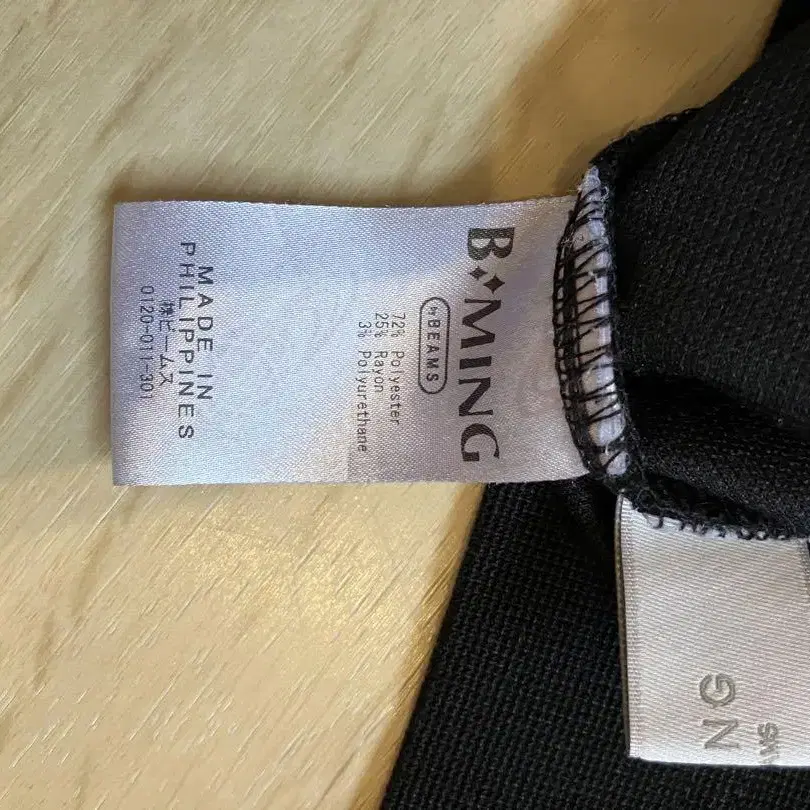 B✦✦MING
by BEAMS
72% Polyester
25% Rayon
3% Polyurethane
MADE IN
PHILIPPINES
㈱ビームス
0120-011-301
NG
AMS